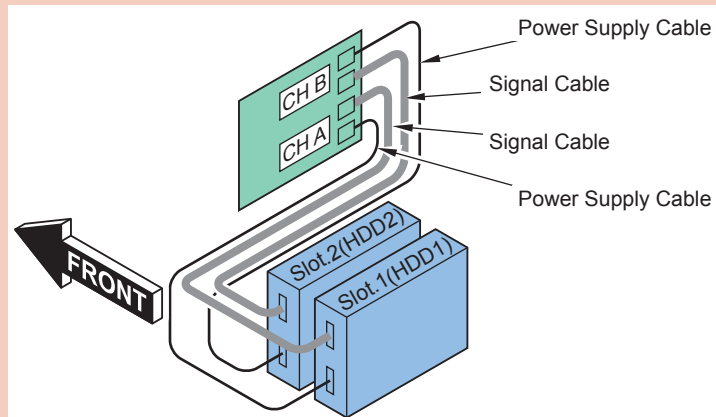 Power Supply Cable
CH B
Signal Cable
CH A
Signal Cable
Power Supply Cable
Slot.2(HDD2)
Slot.1(HDD1)
FRONT